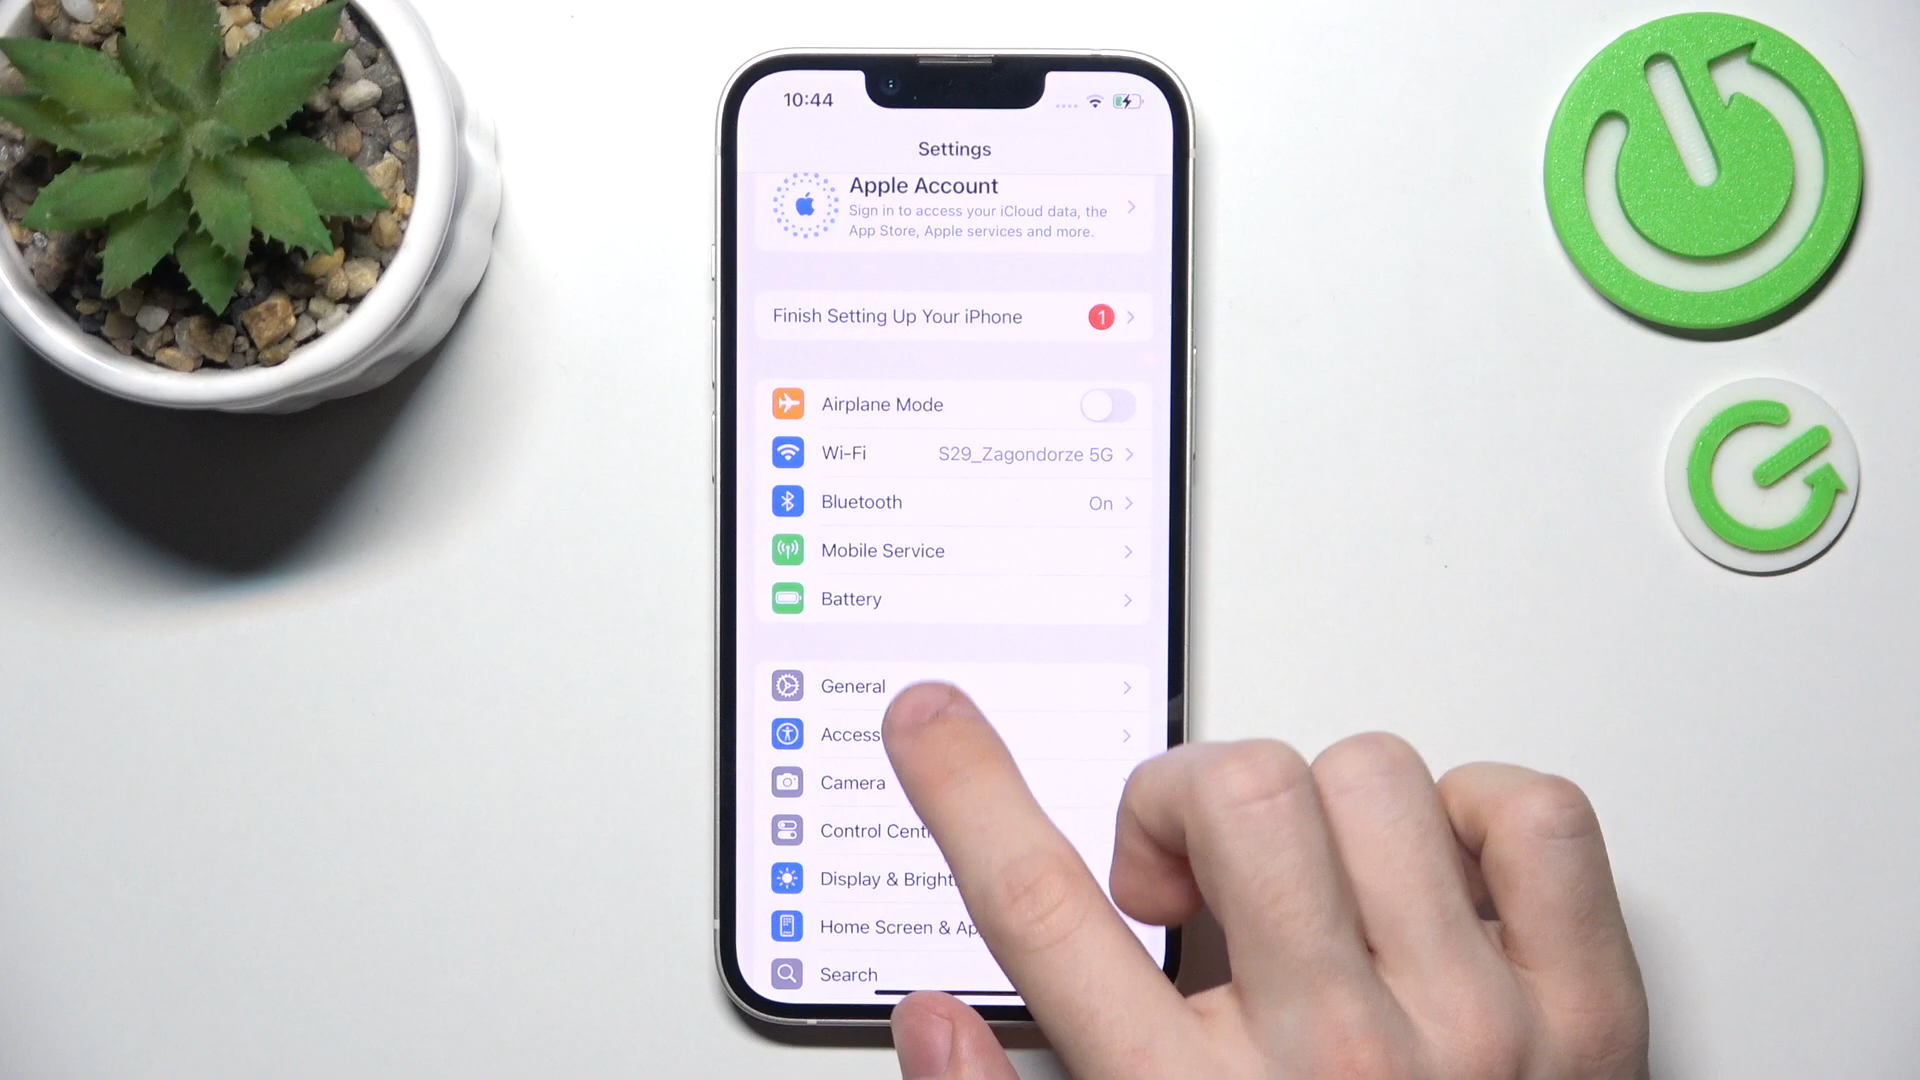 10:44
Settings
Apple Account
Sign in to access your iCloud data, the
App Store, Apple services and more.
Finish Setting Up Your iPhone 1
Airplane Mode
Wi-Fi S29_Zagondorze 5G
Bluetooth On
Mobile Service
Battery
General
Access
Camera
Control Cent
Display & Bright
Home Screen & Ap
Search